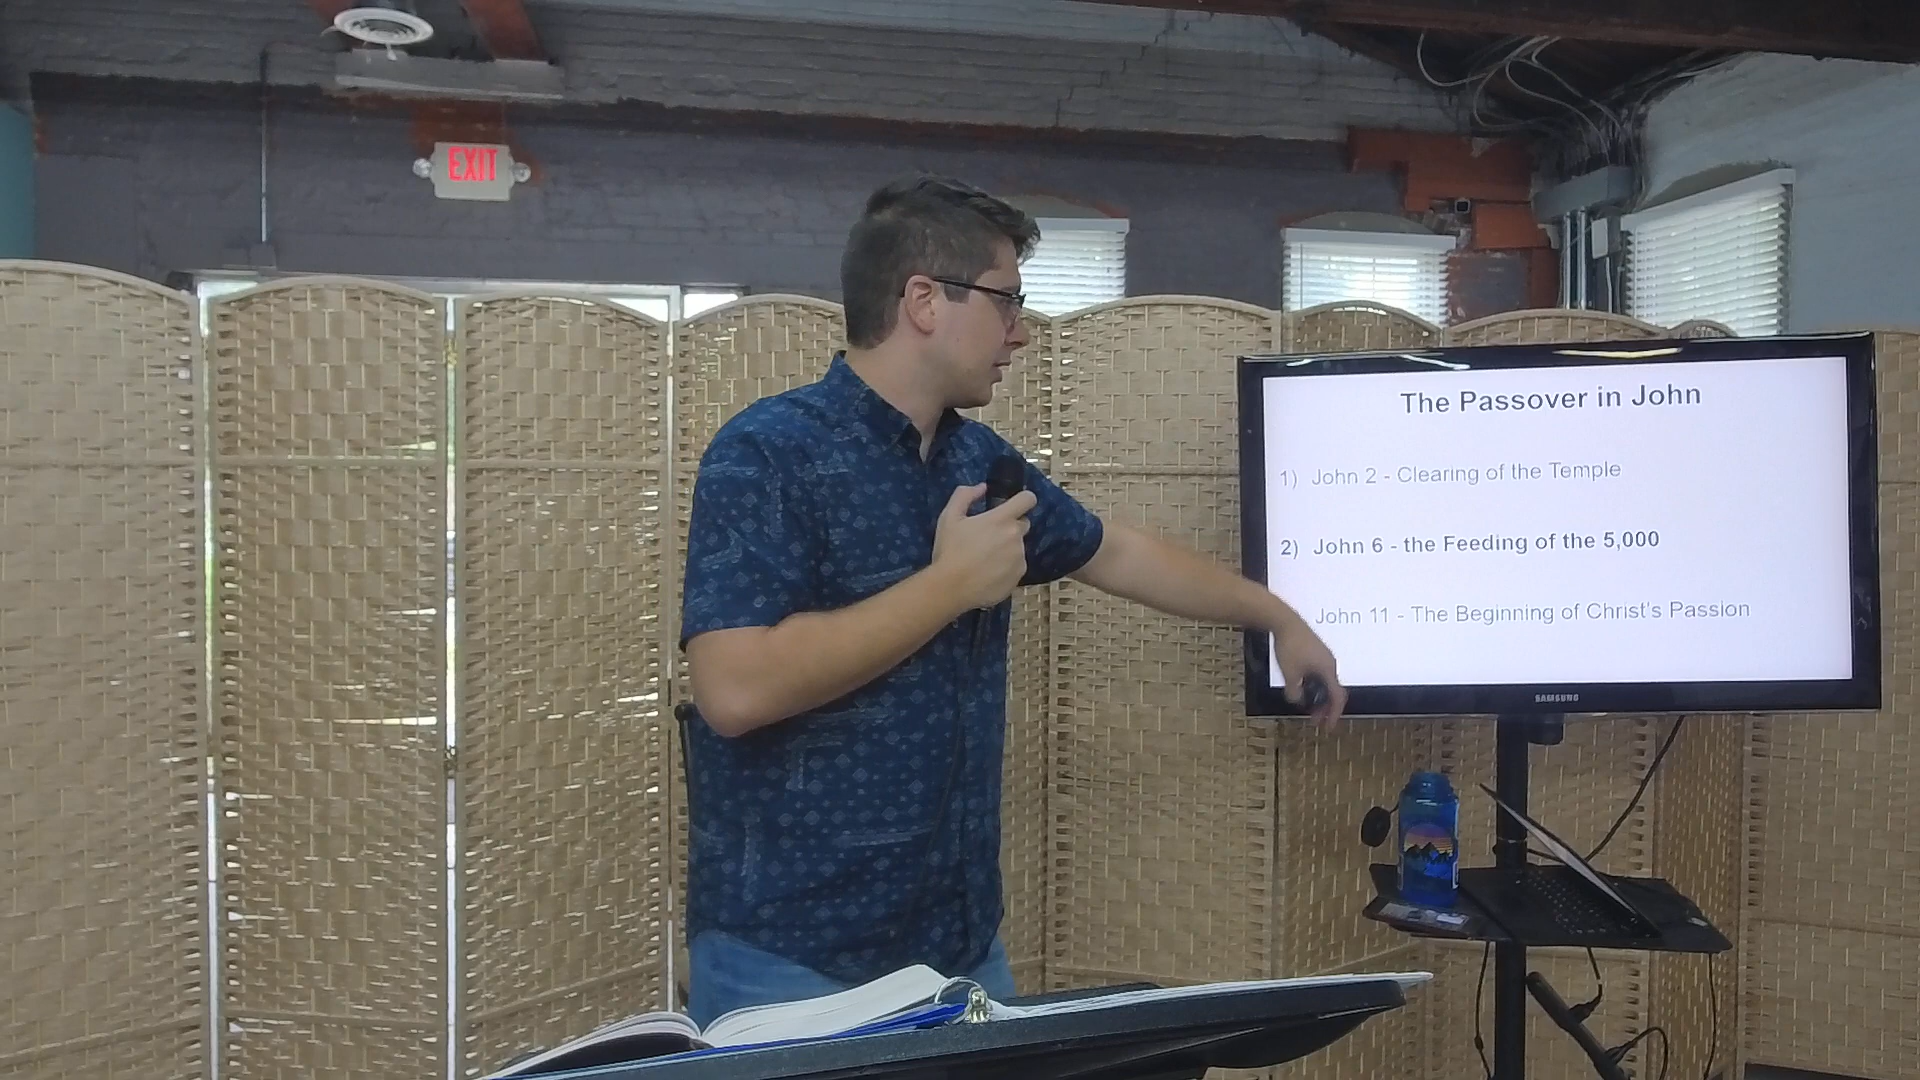 EXIT
The Passover in John
1) John 2 - Clearing of the Temple
2) John 6 - the Feeding of the 5,000
John 11 - The Beginning of Christ's Passion
SAMSUNG